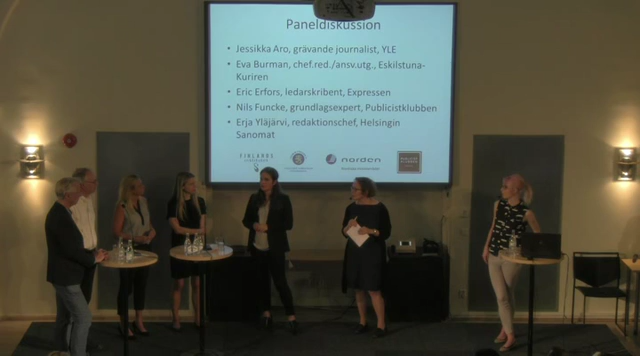 Paneldiskussion
• Jessikka Aro, grävande journalist, YLE
• Eva Burman, chef.red./ansv.utg., Eskilstuna-
Kuriren
• Eric Erfors, ledarskribent, Expressen
• Nils Funcke, grundlagsexpert, Publicistklubben
• Erja Yläjärvi, redaktionschef, Helsingin
Sanomat
FINLANDS
norden